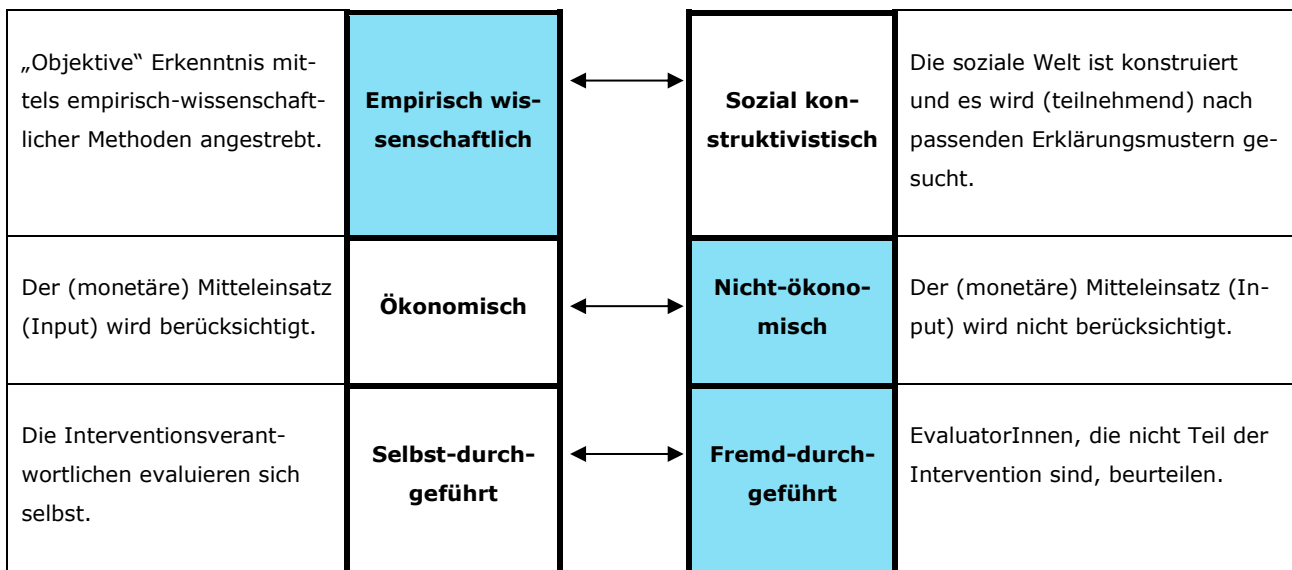 „Objektive“ Erkenntnis mit-
tels empirisch-wissenschaft-
licher Methoden angestrebt.
Empirisch wis-
senschaftlich
Sozial kon-
struktivistisch
Die soziale Welt ist konstruiert
und es wird (teilnehmend) nach
passenden Erklärungsmustern ge-
sucht.
Der (monetäre) Mitteleinsatz
(Input) wird berücksichtigt.
Ökonomisch
Nicht-ökono-
misch
Der (monetäre) Mitteleinsatz (In-
put) wird nicht berücksichtigt.
Die Interventionsverant-
wortlichen evaluieren sich
selbst.
Selbst-durch-
geführt
Fremd-durch-
geführt
EvaluatorInnen, die nicht Teil der
Intervention sind, beurteilen.